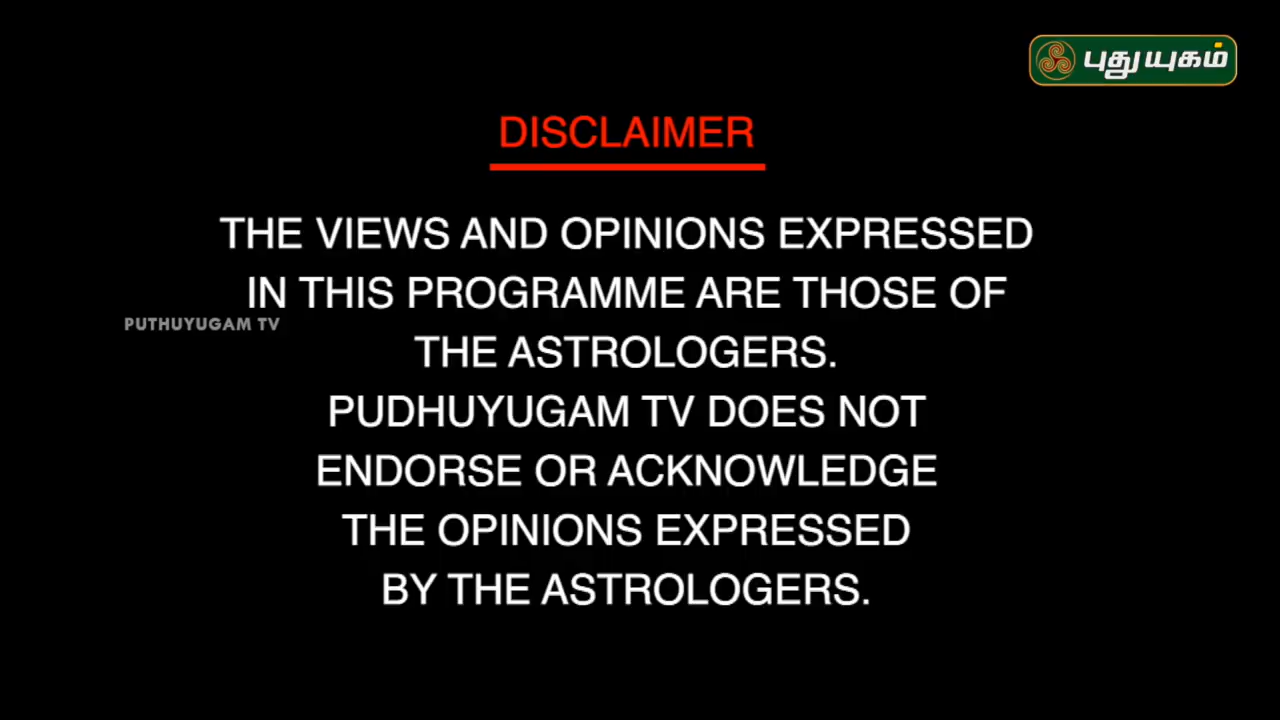 புதுயுகம்
DISCLAIMER
THE VIEWS AND OPINIONS EXPRESSED
IN THIS PROGRAMME ARE THOSE OF
PUTHUYUGAM TV
THE ASTROLOGERS.
PUDHUYUGAM TV DOES NOT
ENDORSE OR ACKNOWLEDGE
THE OPINIONS EXPRESSED
BY THE ASTROLOGERS.